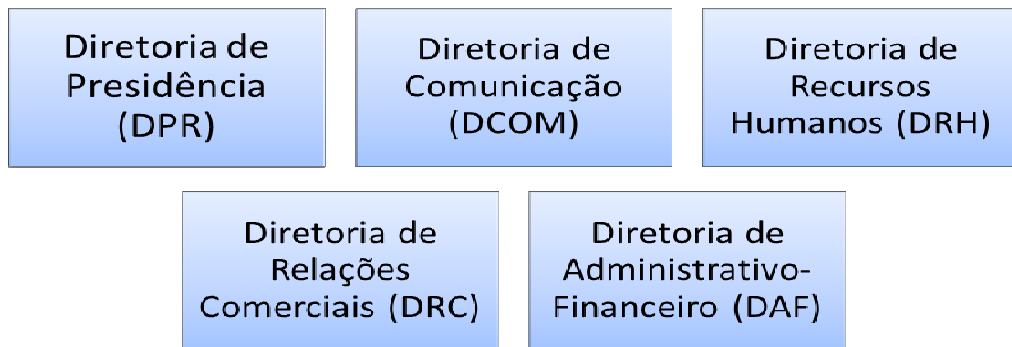 Diretoria de
Presidência
(DPR)
Diretoria de
Comunicação
(DCOM)
Diretoria de
Recursos
Humanos (DRH)
Diretoria de
Relações
Comerciais (DRC)
Diretoria de
Administrativo-
Financeiro (DAF)